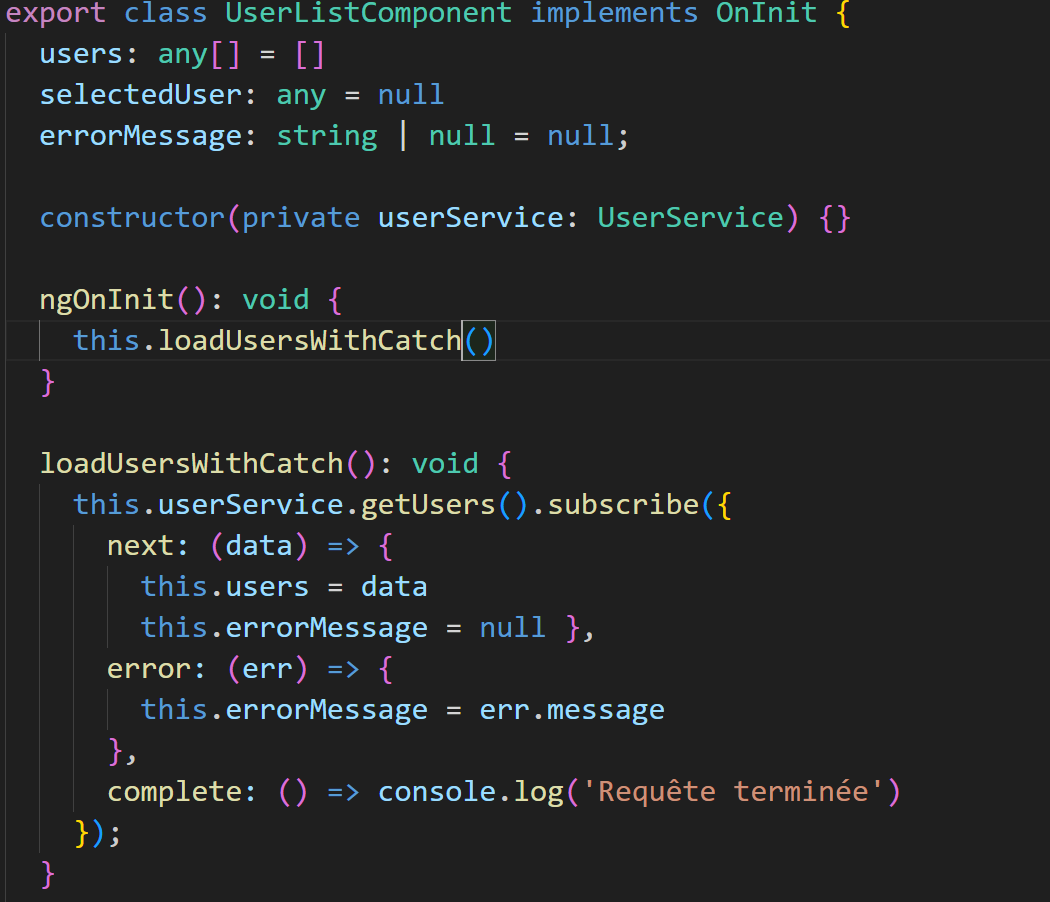 export class UserListComponent implements OnInit {
users: any[] = []
selectedUser: any = null
errorMessage: string | null = null;
constructor(private userService: UserService) {}
ngOnInit(): void {
this.loadUsersWithCatch()
}
loadUsersWithCatch(): void {
this.userService.getUsers().subscribe({
next: (data) => {
this.users = data
this.errorMessage = null },
error: (err) => {
this.errorMessage = err.message
},
complete: () => console.log('Requête terminée')
});
}